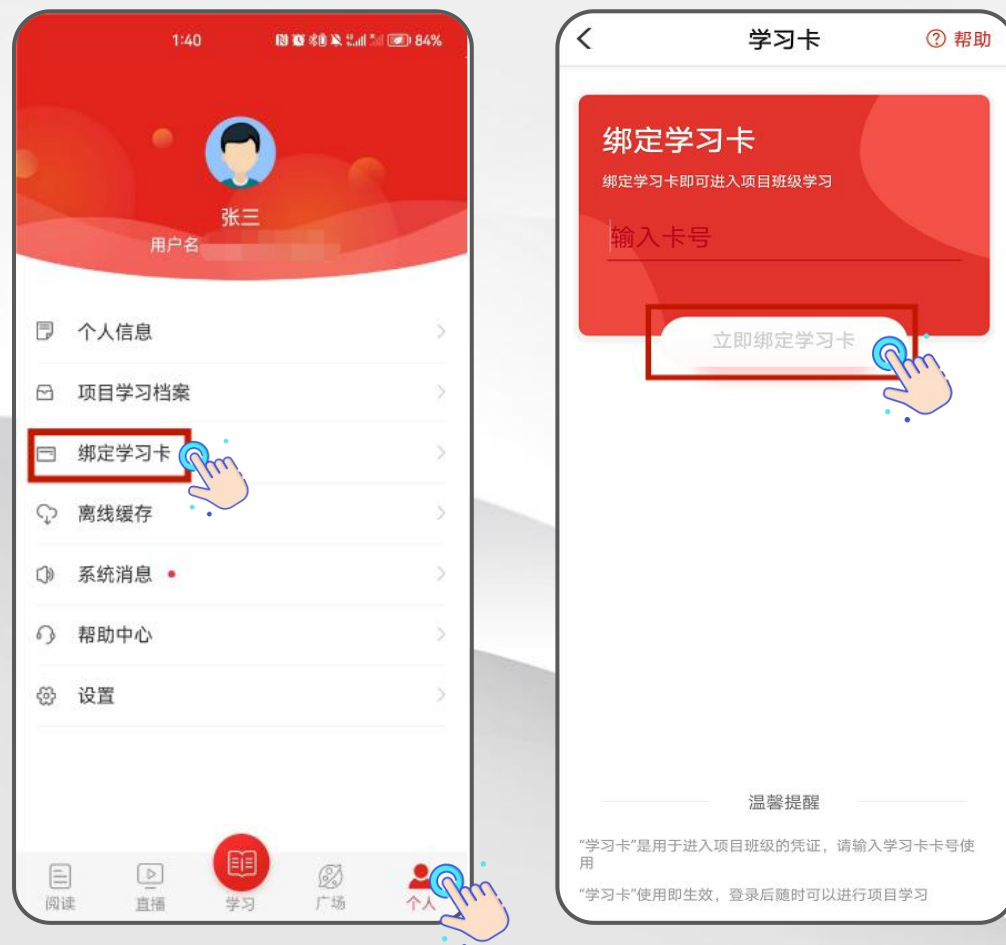 1:40
84%
张三
用户名
个人信息
项目学习档案
绑定学习卡
离线缓存
系统消息
帮助中心
设置
阅读
直播
学习
广场
个人
学习卡
帮助
绑定学习卡
绑定学习卡即可进入项目班级学习
输入卡号
立即绑定学习卡
温馨提醒
“学习卡”是用于进入项目班级的凭证，请输入学习卡卡号使
用
“学习卡”使用即生效，登录后随时可以进行项目学习